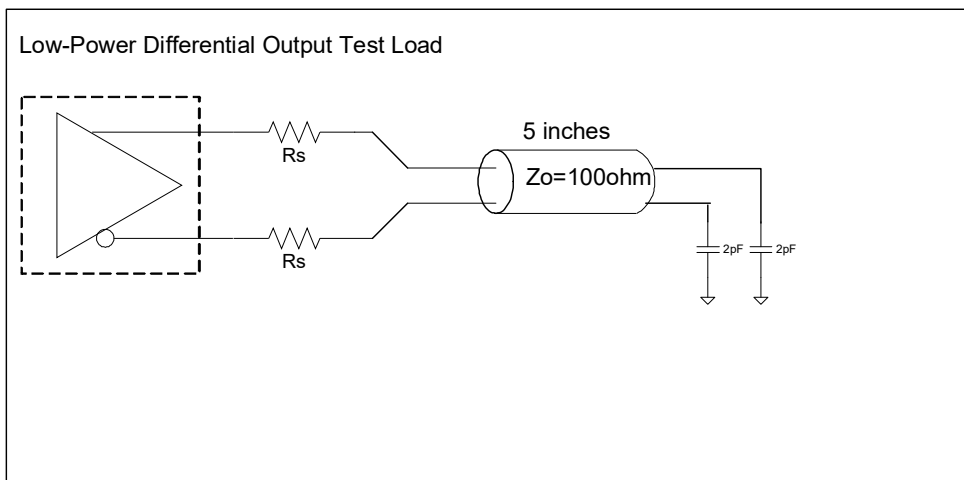 Low-Power Differential Output Test Load
5 inches
Rs
Zo=100ohm
Rs
2pF
2pF